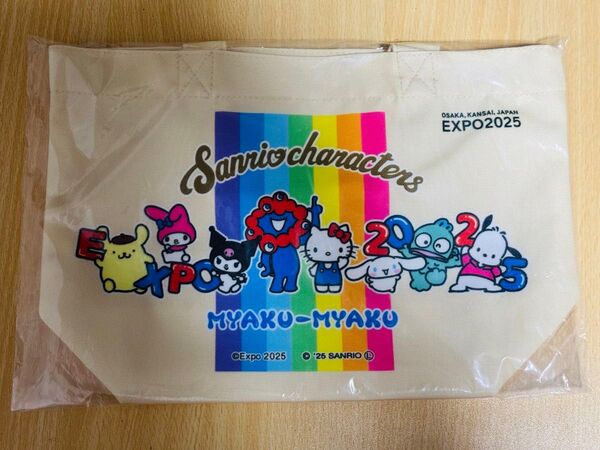 OSAKA, KANSAI, JAPAN
EXPO2025
Sanrio characters
EXPO 2025
MYAKU-MYAKU
©Expo 2025 © '25 SANRIO Ⓛ